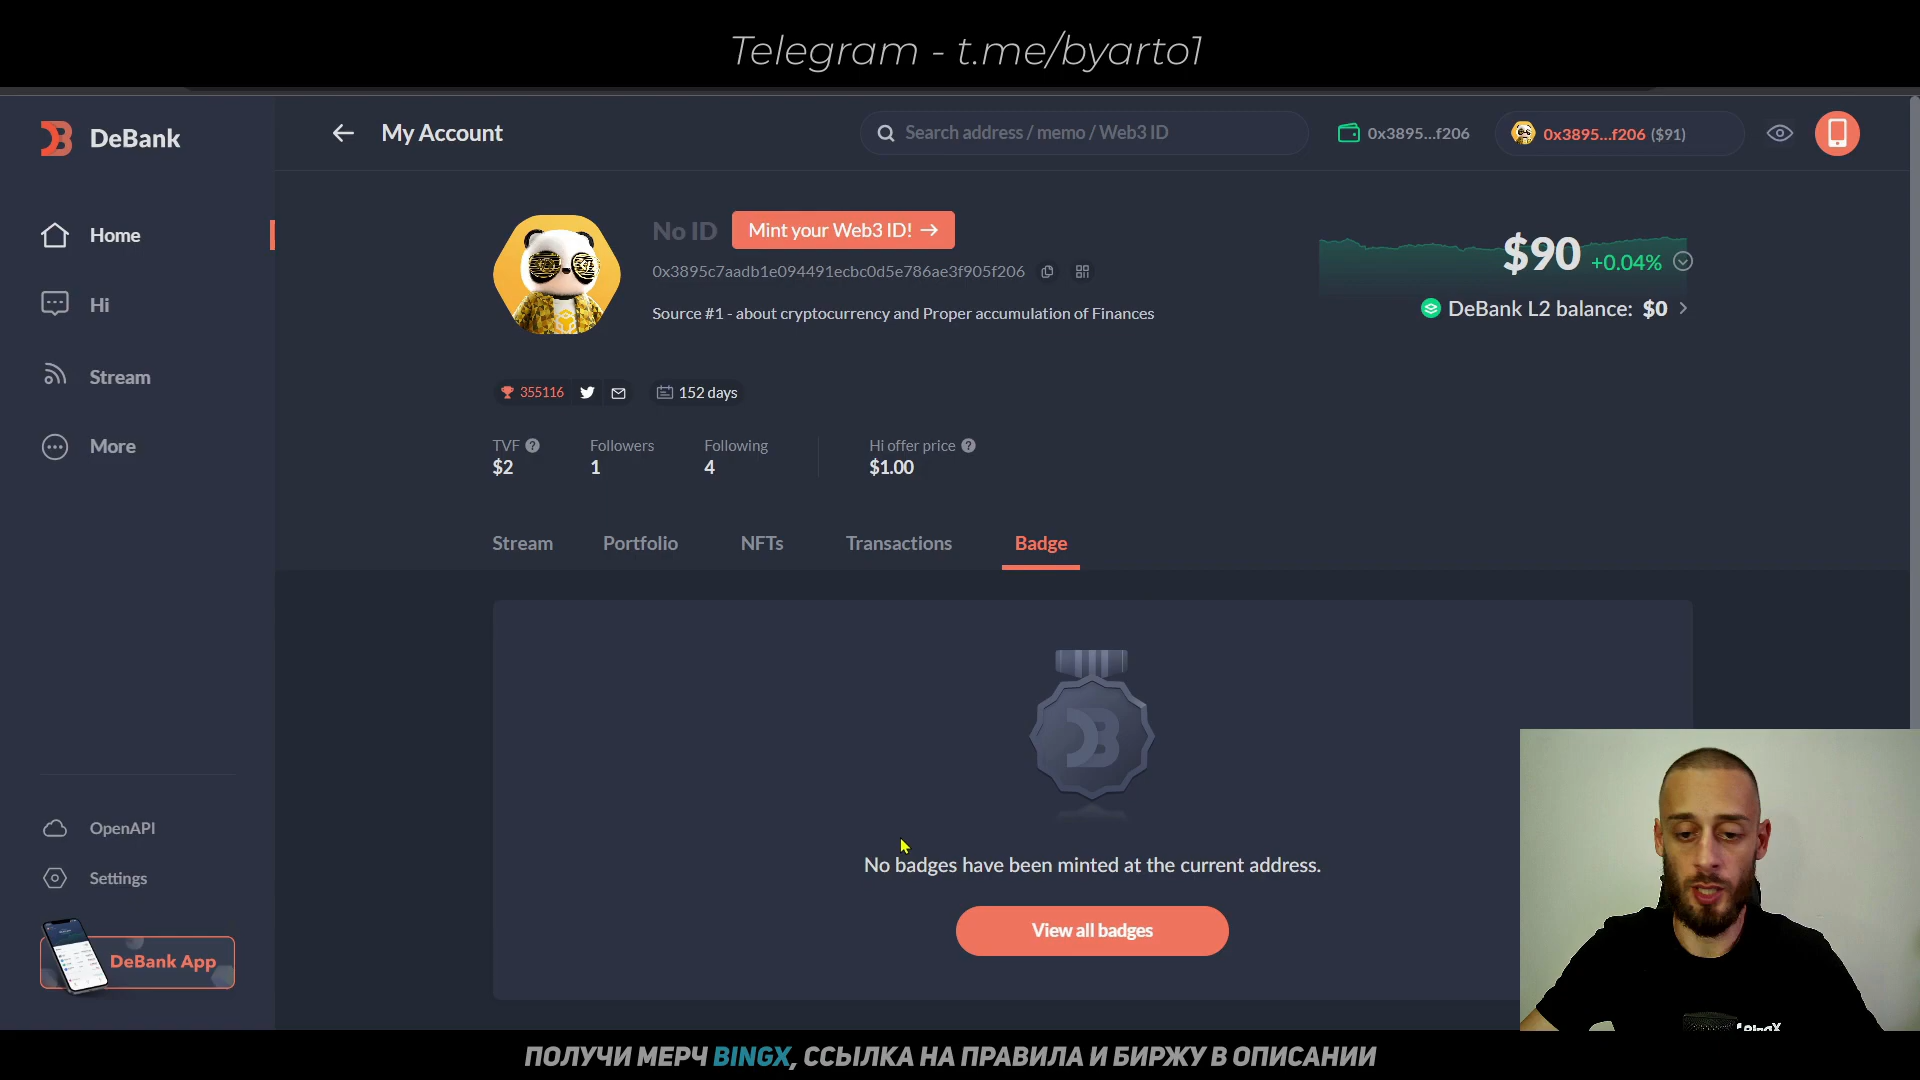 Telegram - t.me/byarto1
DeBank
My Account
Search address / memo / Web3 ID
0x3895...f206
0x3895...f206 ($91)
Home
Hi
Stream
More
No ID
Mint your Web3 ID! →
0x3895c7aadb1e094491ecbc0d5e786ae3f905f206
Source #1 - about cryptocurrency and Proper accumulation of Finances
$90 +0.04%
DeBank L2 balance: $0
355116
152 days
TVF
Followers
Following
Hi offer price
$2
1
4
$1.00
Stream
Portfolio
NFTs
Transactions
Badge
No badges have been minted at the current address.
View all badges
OpenAPI
Settings
DeBank App
BingX
ПОЛУЧИ МЕРЧ BINGX, ССЫЛКА НА ПРАВИЛА И БИРЖУ В ОПИСАНИИ